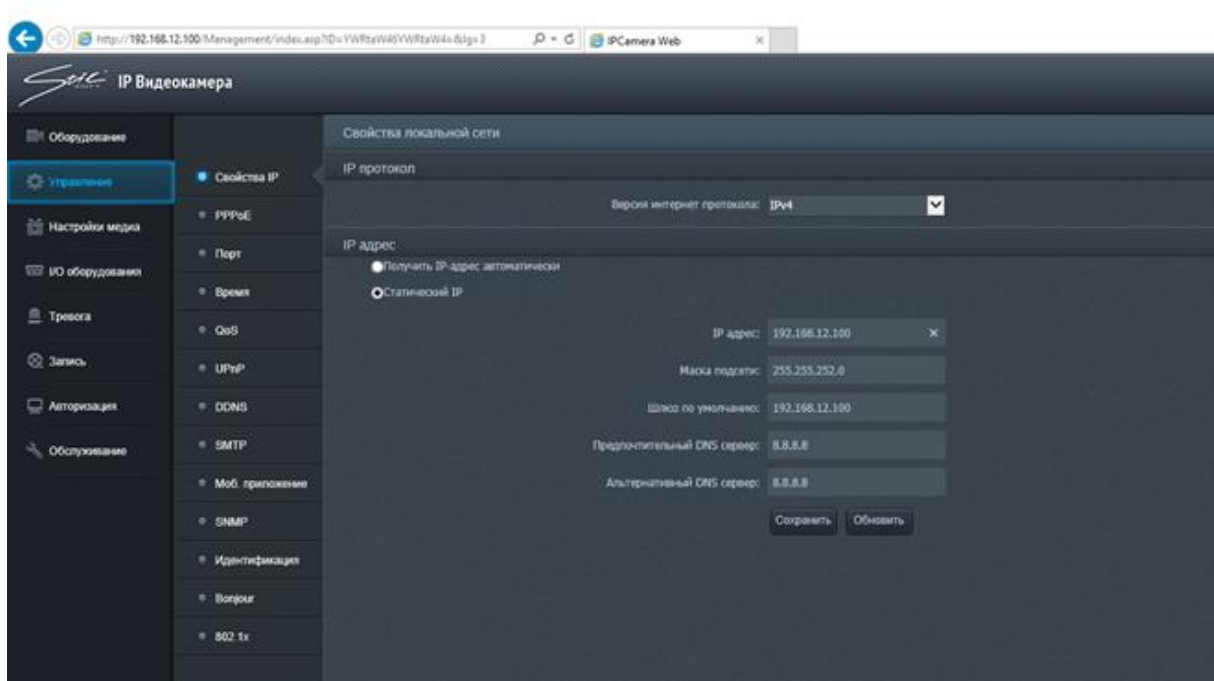 http://192.168.12.100/Management/index.asp?ID=YWRtaW46YWRtaW4=&lg=3
IPCamera Web
IP Видеокамера
Оборудование
Управление
Настройки медиа
I/O оборудования
Тревога
Запись
Авторизация
Обслуживание
Свойства IP
PPPoE
Порт
Время
QoS
UPnP
DDNS
SMTP
Моб. приложение
SNMP
Идентификация
Bonjour
802.1x
Свойства локальной сети
IP протокол
Версия интернет протокола: IPv4
IP адрес
Получить IP-адрес автоматически
Статический IP
IP адрес: 192.168.12.100
Маска подсети: 255.255.252.0
Шлюз по умолчанию: 192.168.12.100
Предпочтительный DNS сервер: 8.8.8.8
Альтернативный DNS сервер: 8.8.8.8
Сохранить Обновить